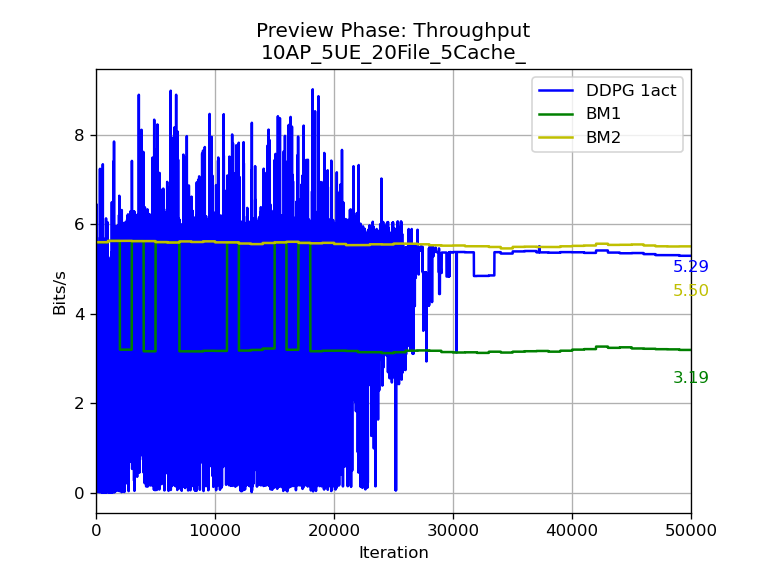 Preview Phase: Throughput
10AP_5UE_20File_5Cache_
DDPG 1act
BM1
BM2
8
6
4
2
0
Bits/s
5.29
5.50
3.19
0 10000 20000 30000 40000 50000
Iteration